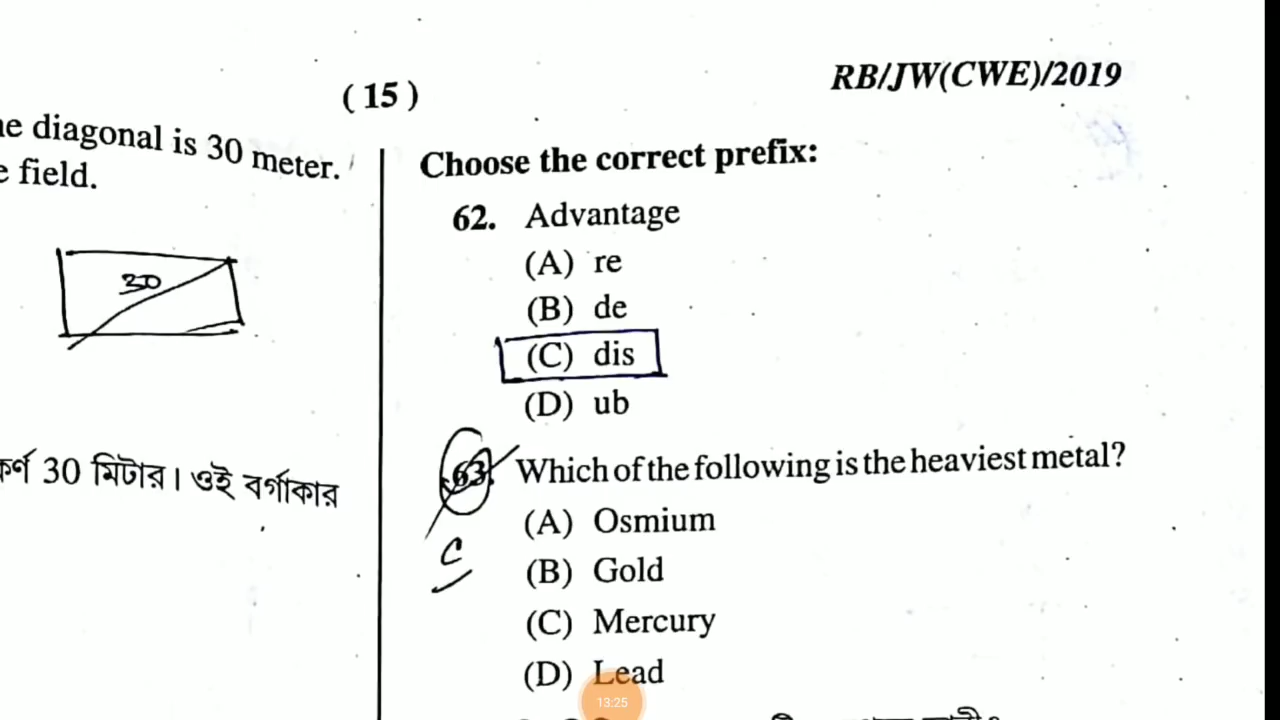 ( 15 )
RB/JW(CWE)/2019
e diagonal is 30 meter.
field.
30
কর্ণ 30 মিটার। ওই বর্গাকার
Choose the correct prefix:
62. Advantage
(A) re
(B) de
(C) dis
(D) ub
63. Which of the following is the heaviest metal?
C
(A) Osmium
(B) Gold
(C) Mercury
(D) Lead
13:25